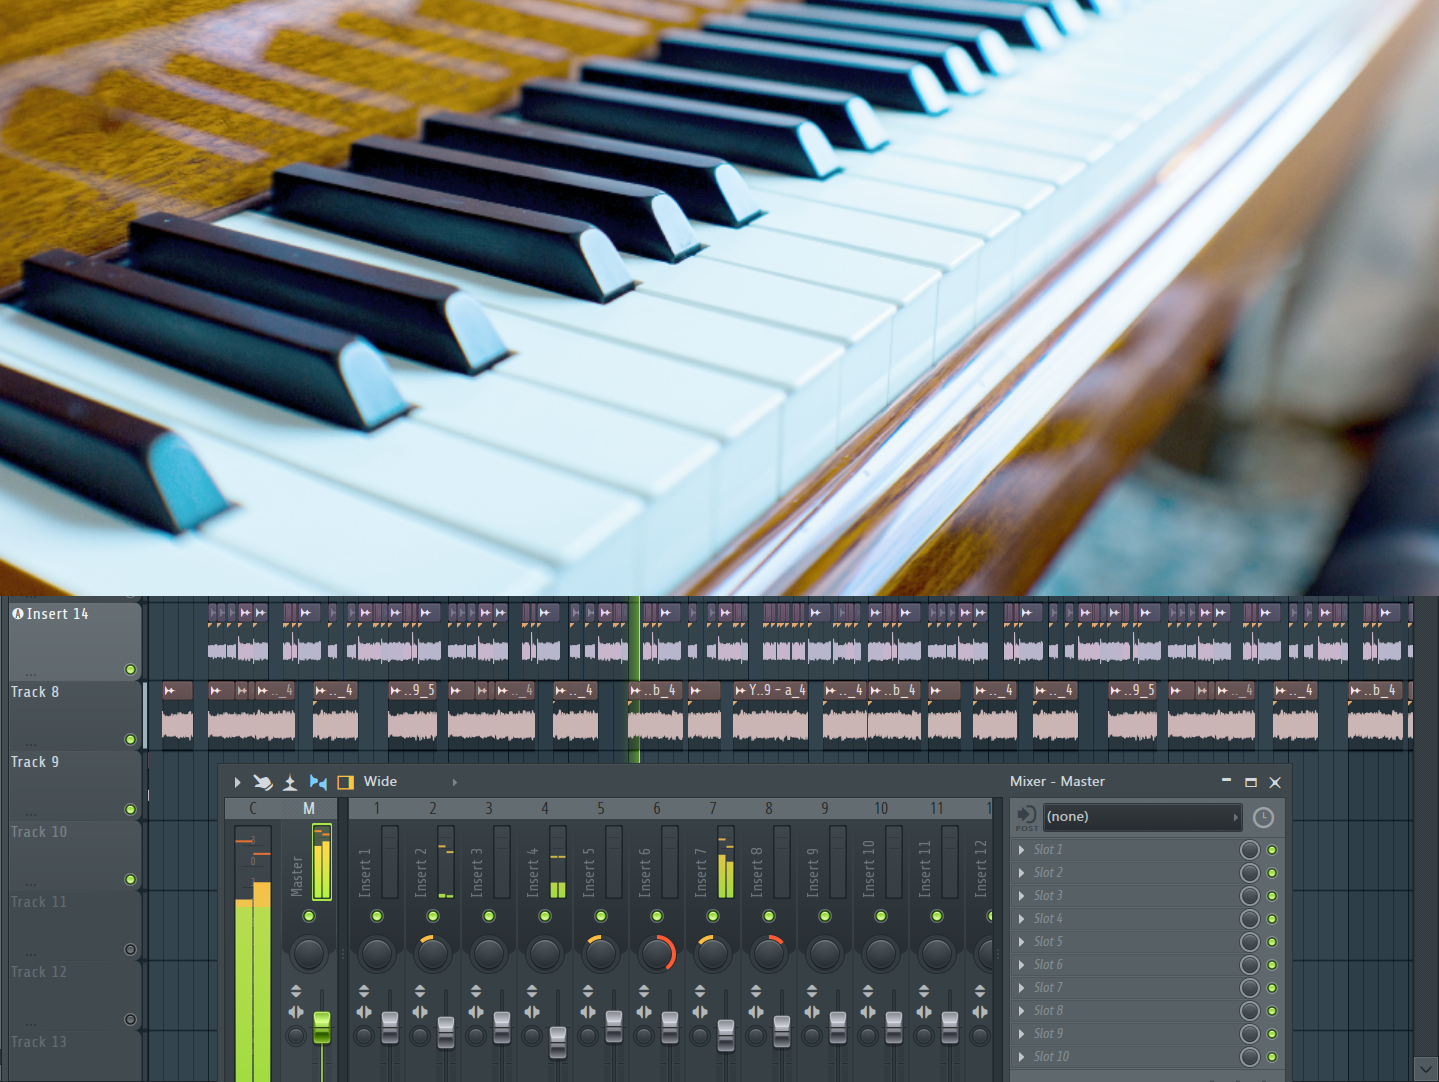 Insert 14
...
Track 8
.._4
.._4
..9_5
.._4
.._4
..b_4
Y..9 - a_4
.._4
..b_4
.._4
.._4
..9_5
.._4
.._4
..b_4
...
Track 9
...
Track 10
...
Track 11
...
Track 12
...
Track 13
Wide
Mixer - Master
C M 1 2 3 4 5 6 7 8 9 10 11 1
Master
Insert 1
Insert 2
Insert 3
Insert 4
Insert 5
Insert 6
Insert 7
Insert 8
Insert 9
Insert 10
Insert 11
Insert 12
3
0
3
POST
(none)
Slot 1
Slot 2
Slot 3
Slot 4
Slot 5
Slot 6
Slot 7
Slot 8
Slot 9
Slot 10